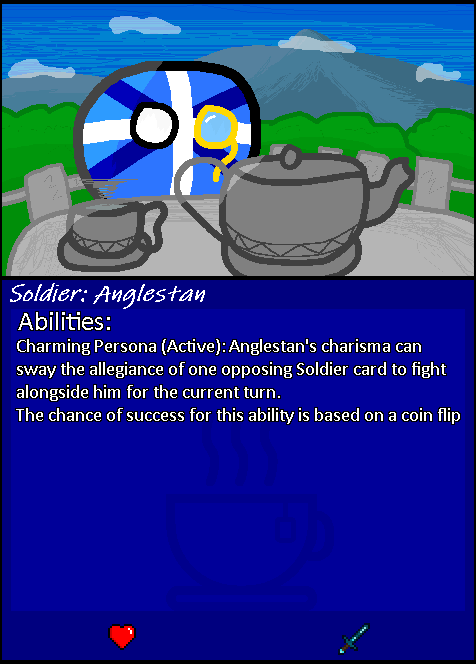 Soldier: Anglestan
Abilities:
Charming Persona (Active): Anglestan's charisma can
sway the allegiance of one opposing Soldier card to fight
alongside him for the current turn.
The chance of success for this ability is based on a coin flip